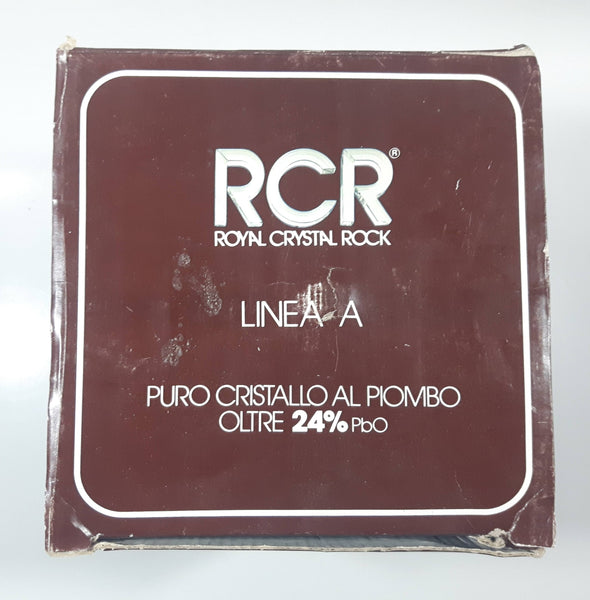 RCR®
ROYAL CRYSTAL ROCK
LINEA A
PURO CRISTALLO AL PIOMBO
OLTRE 24% PbO